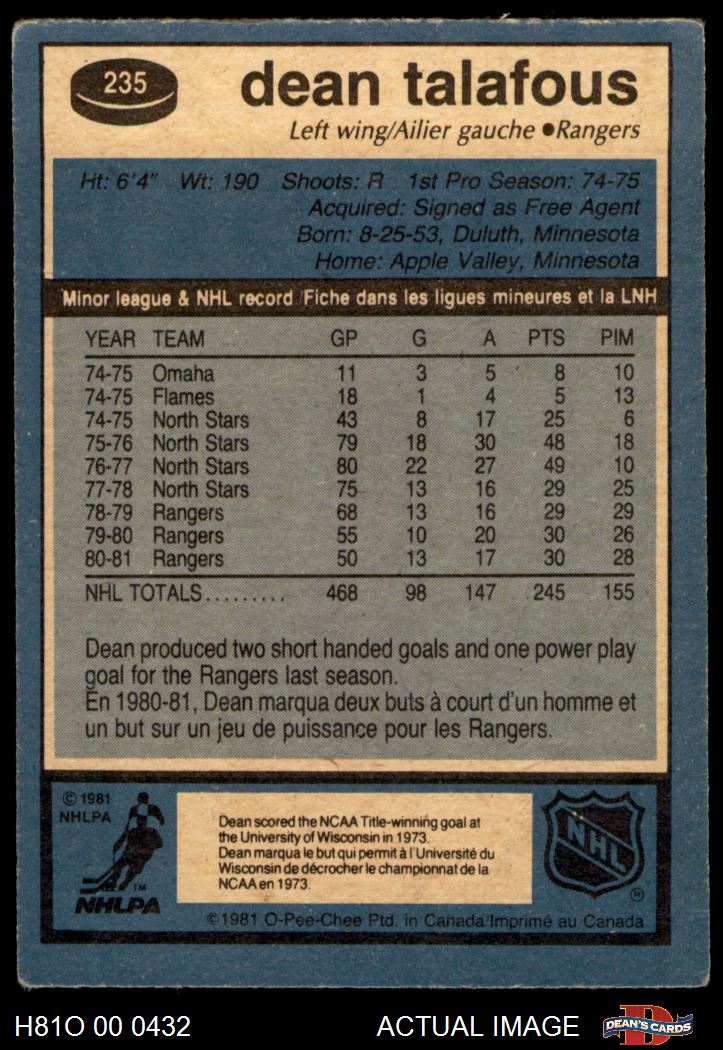 235
dean talafous
Left wing/Ailier gauche ●Rangers
Ht: 6'4" Wt: 190 Shoots: R 1st Pro Season: 74-75
Acquired: Signed as Free Agent
Born: 8-25-53, Duluth, Minnesota
Home: Apple Valley, Minnesota
Minor league & NHL record/Fiche dans les ligues mineures et la LNH
YEAR TEAM GP G A PTS PIM
74-75 Omaha 11 3 5 8 10
74-75 Flames 18 1 4 5 13
74-75 North Stars 43 8 17 25 6
75-76 North Stars 79 18 30 48 18
76-77 North Stars 80 22 27 49 10
77-78 North Stars 75 13 16 29 25
78-79 Rangers 68 13 16 29 29
79-80 Rangers 55 10 20 30 26
80-81 Rangers 50 13 17 30 28
NHL TOTALS......... 468 98 147 245 155
Dean produced two short handed goals and one power play
goal for the Rangers last season.
En 1980-81, Dean marqua deux buts à court d'un homme et
un but sur un jeu de puissance pour les Rangers.
© 1981
NHLPA
TM
NHLPA
Dean scored the NCAA Title-winning goal at
the University of Wisconsin in 1973.
Dean marqua le but qui permit à l'Université du
Wisconsin de décrocher le championnat de la
NCAA en 1973.
NHL
®
©1981 O-Pee-Chee Ptd. in Canada/Imprimé au Canada
H81O 00 0432
ACTUAL IMAGE
D
DEAN'S CARDS